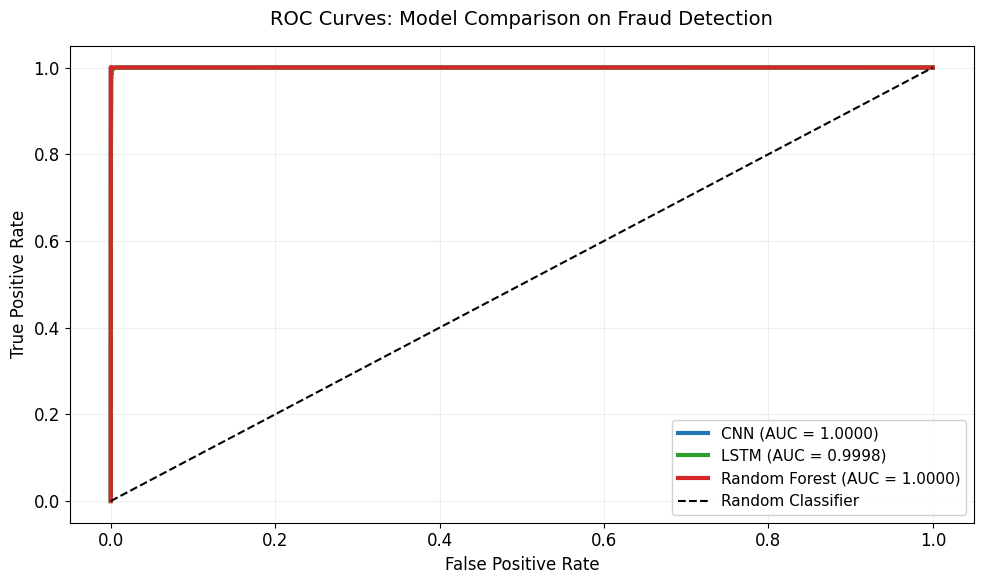 ROC Curves: Model Comparison on Fraud Detection
1.0
0.8
0.6
0.4
0.2
0.0
True Positive Rate
0.0 0.2 0.4 0.6 0.8 1.0
False Positive Rate
CNN (AUC = 1.0000)
LSTM (AUC = 0.9998)
Random Forest (AUC = 1.0000)
Random Classifier